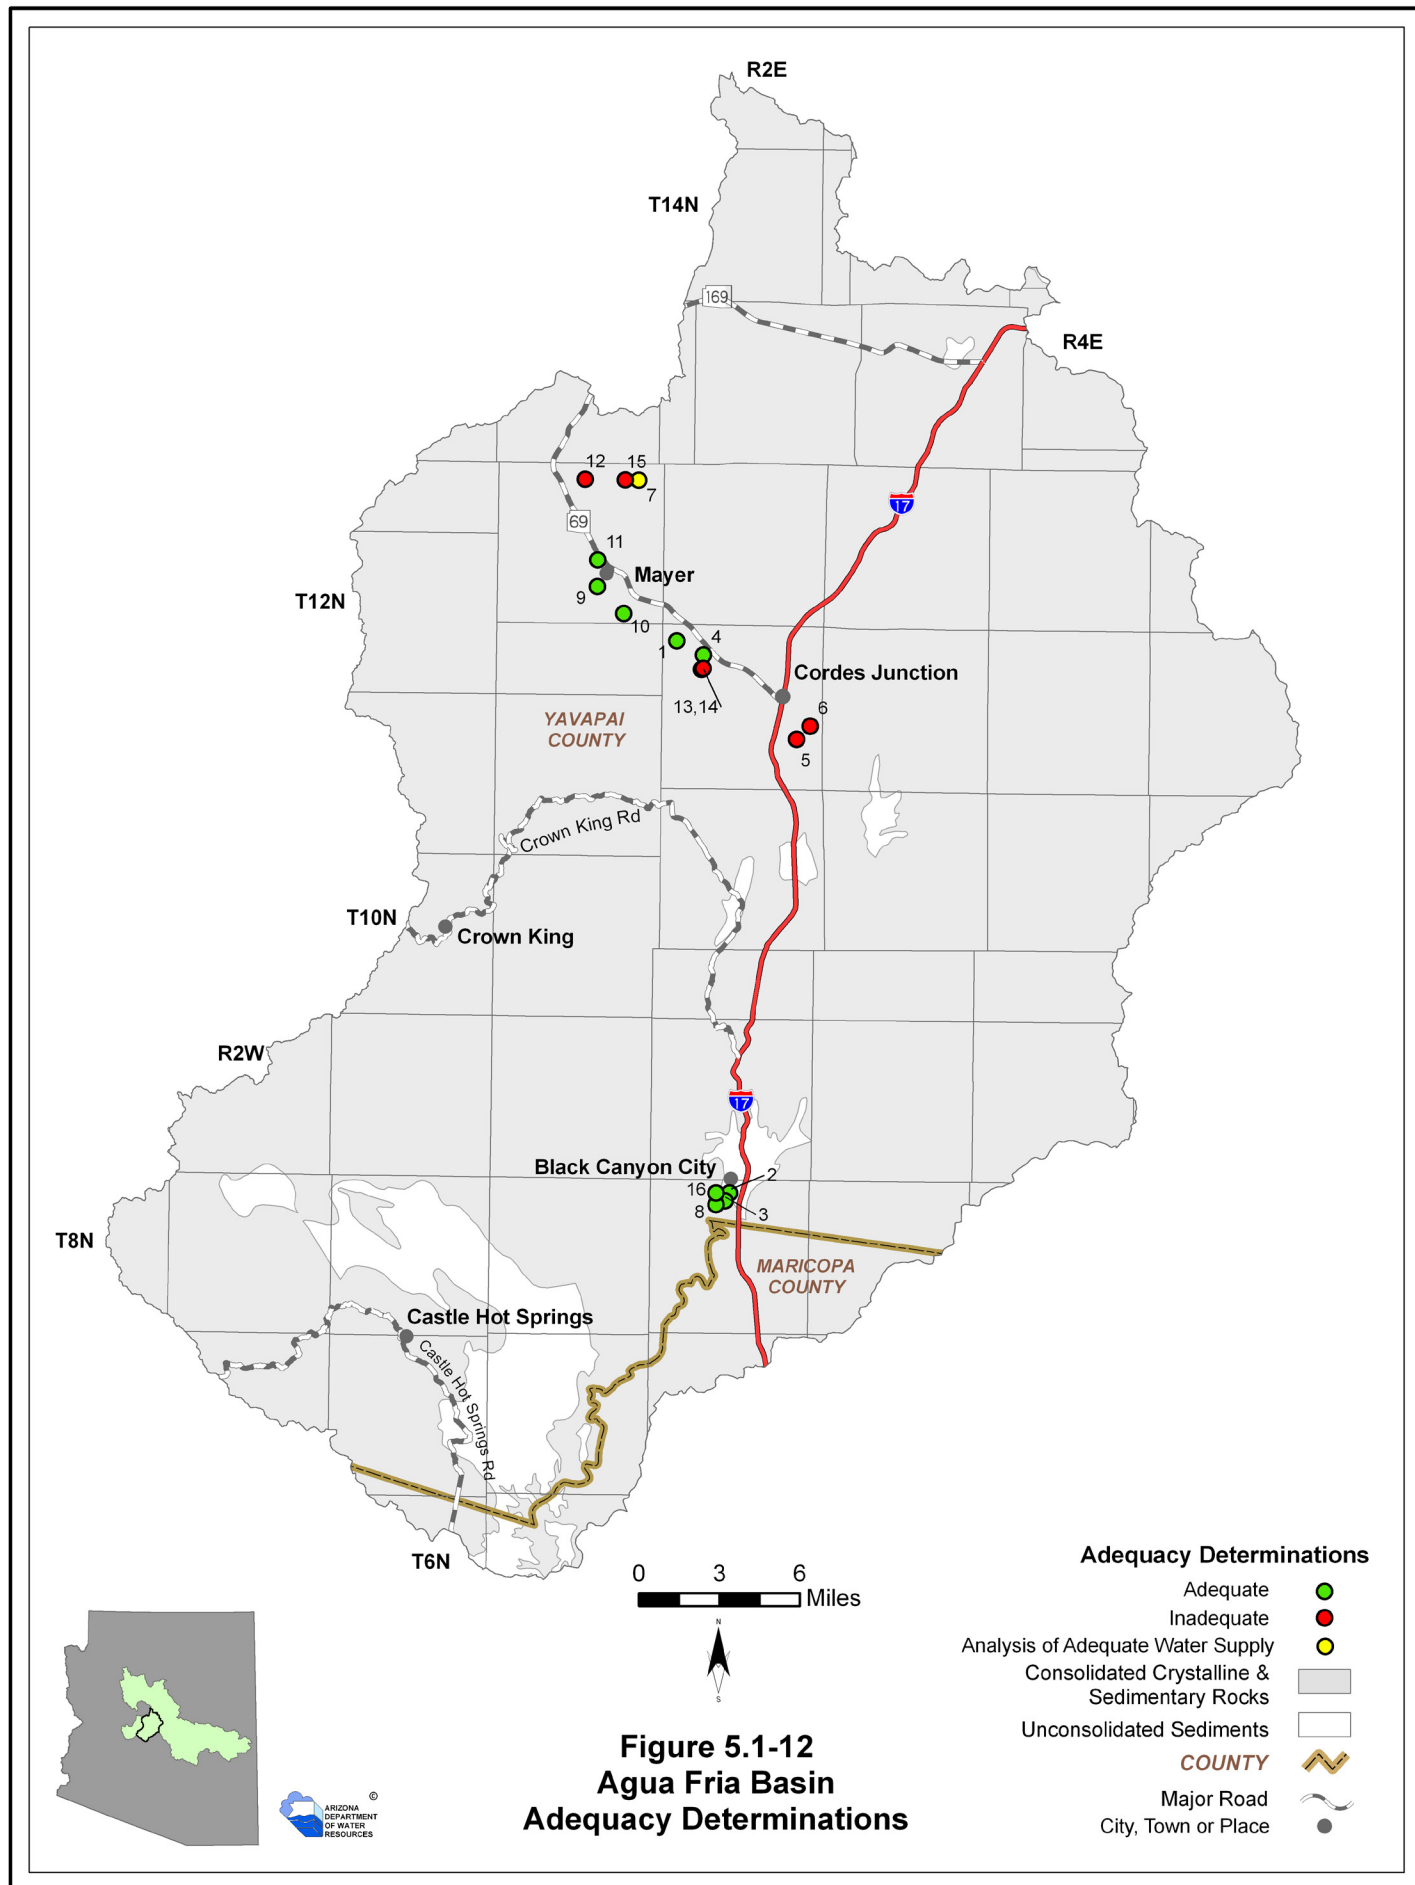 R2E
T14N
169
R4E
12
15
7
17
69
11
Mayer
9
T12N
10
1
4
Cordes Junction
13,14
6
YAVAPAI
COUNTY
5
Crown King Rd
T10N
Crown King
R2W
17
Black Canyon City
2
16
8
3
T8N
MARICOPA
COUNTY
Castle Hot Springs
Castle Hot Springs Rd
T6N
0 3 6
Miles
N
S
Adequacy Determinations
Adequate
Inadequate
Analysis of Adequate Water Supply
Consolidated Crystalline &
Sedimentary Rocks
Unconsolidated Sediments
COUNTY
Major Road
City, Town or Place
Figure 5.1-12
Agua Fria Basin
Adequacy Determinations
©
ARIZONA
DEPARTMENT
OF WATER
RESOURCES